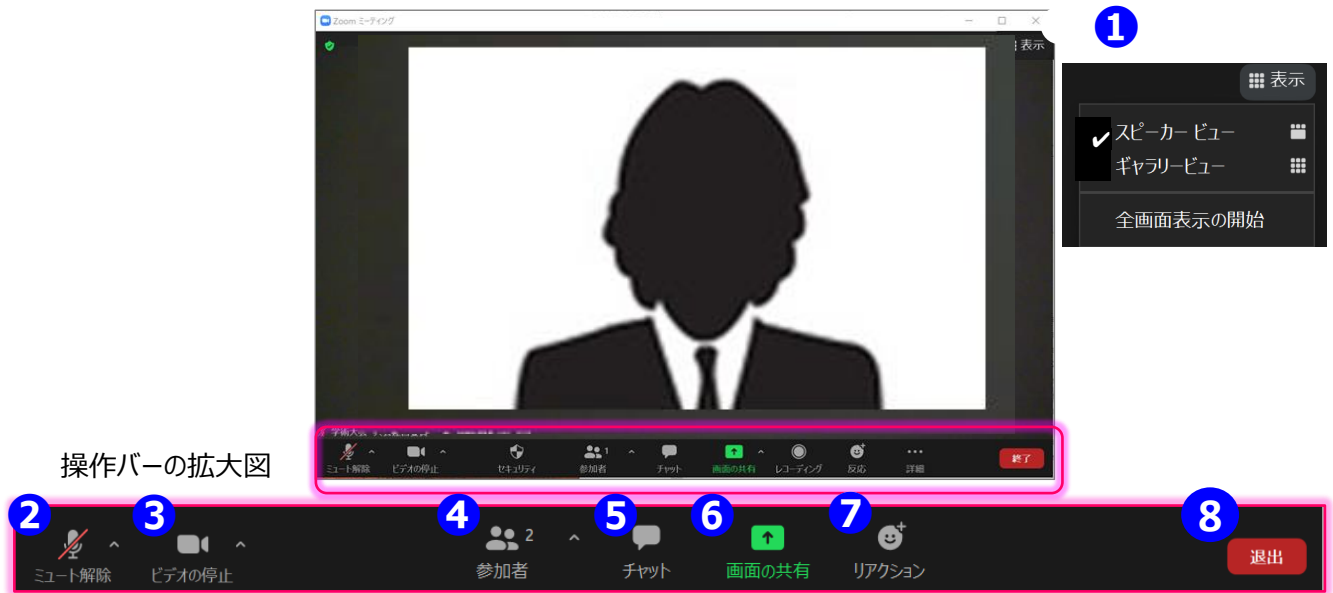 Zoom ミーティング
表示
1
表示
スピーカー ビュー
ギャラリービュー
全画面表示の開始
学術大会
ミュート解除 ビデオの停止 セキュリティ 参加者 1 チャット 画面の共有 レコーディング 反応 詳細 終了
操作バーの拡大図
2 3 4 5 6 7 8
2
ミュート解除 ビデオの停止 参加者 チャット 画面の共有 リアクション 退出